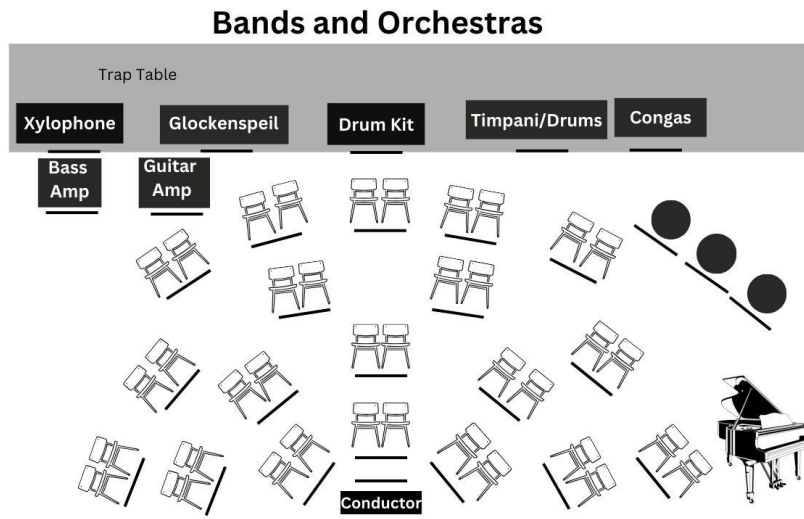 Bands and Orchestras
Trap Table
Xylophone
Glockenspeil
Drum Kit
Timpani/Drums
Congas
Bass
Amp
Guitar
Amp
Conductor